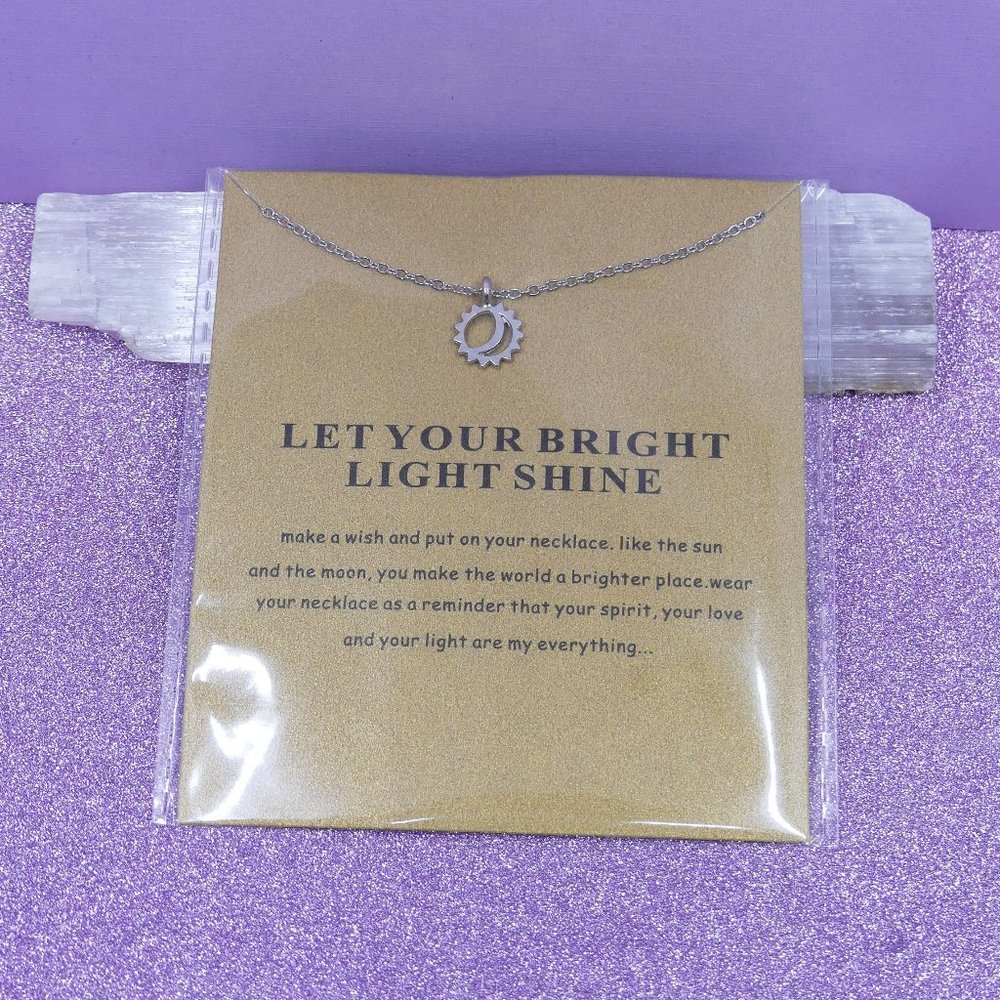 LET YOUR BRIGHT
LIGHT SHINE
make a wish and put on your necklace. like the sun
and the moon, you make the world a brighter place.wear
your necklace as a reminder that your spirit, your love
and your light are my everything...